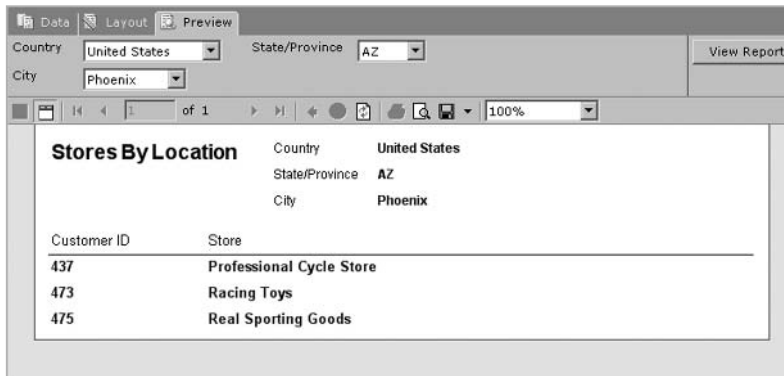 Data Layout Preview
Country United States State/Province AZ View Report
City Phoenix
1 of 1 100%
Stores By Location Country United States
State/Province AZ
City Phoenix
Customer ID Store
437 Professional Cycle Store
473 Racing Toys
475 Real Sporting Goods